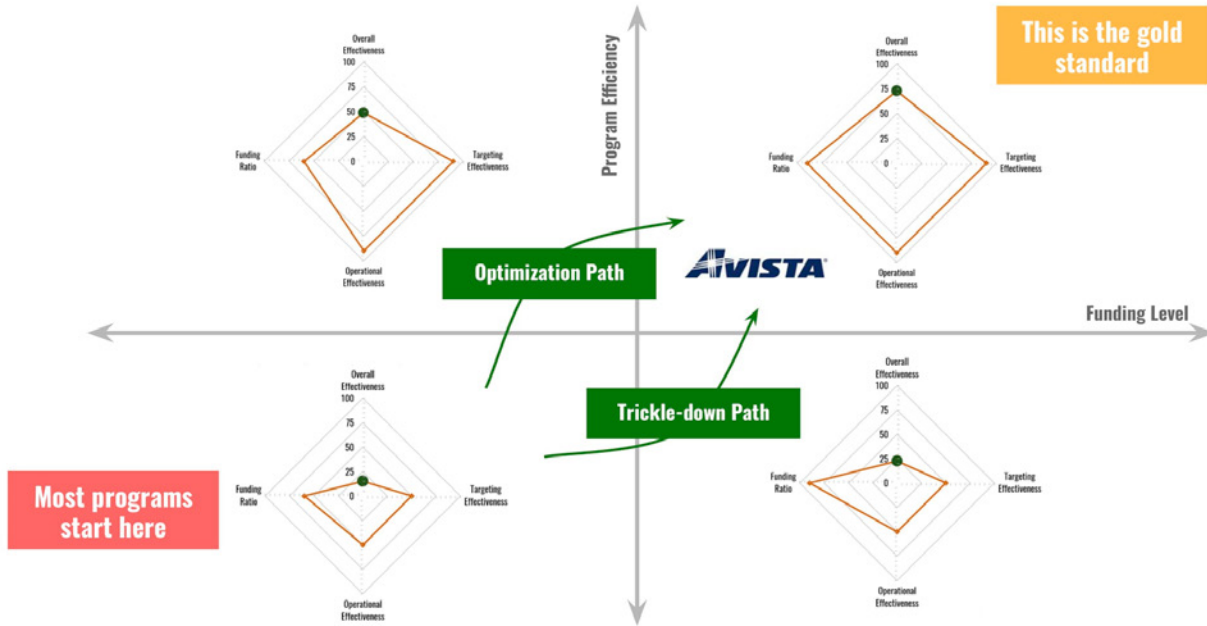 This is the gold
standard
Program Efficiency
Overall
Effectiveness
100
75
50
25
0
Funding
Ratio
Targeting
Effectiveness
Operational
Effectiveness
Overall
Effectiveness
100
75
50
25
0
Funding
Ratio
Targeting
Effectiveness
Operational
Effectiveness
Optimization Path
AVISTA®
Funding Level
Overall
Effectiveness
100
75
50
25
0
Funding
Ratio
Targeting
Effectiveness
Operational
Effectiveness
Trickle-down Path
Overall
Effectiveness
100
75
50
25
0
Funding
Ratio
Targeting
Effectiveness
Operational
Effectiveness
Most programs
start here